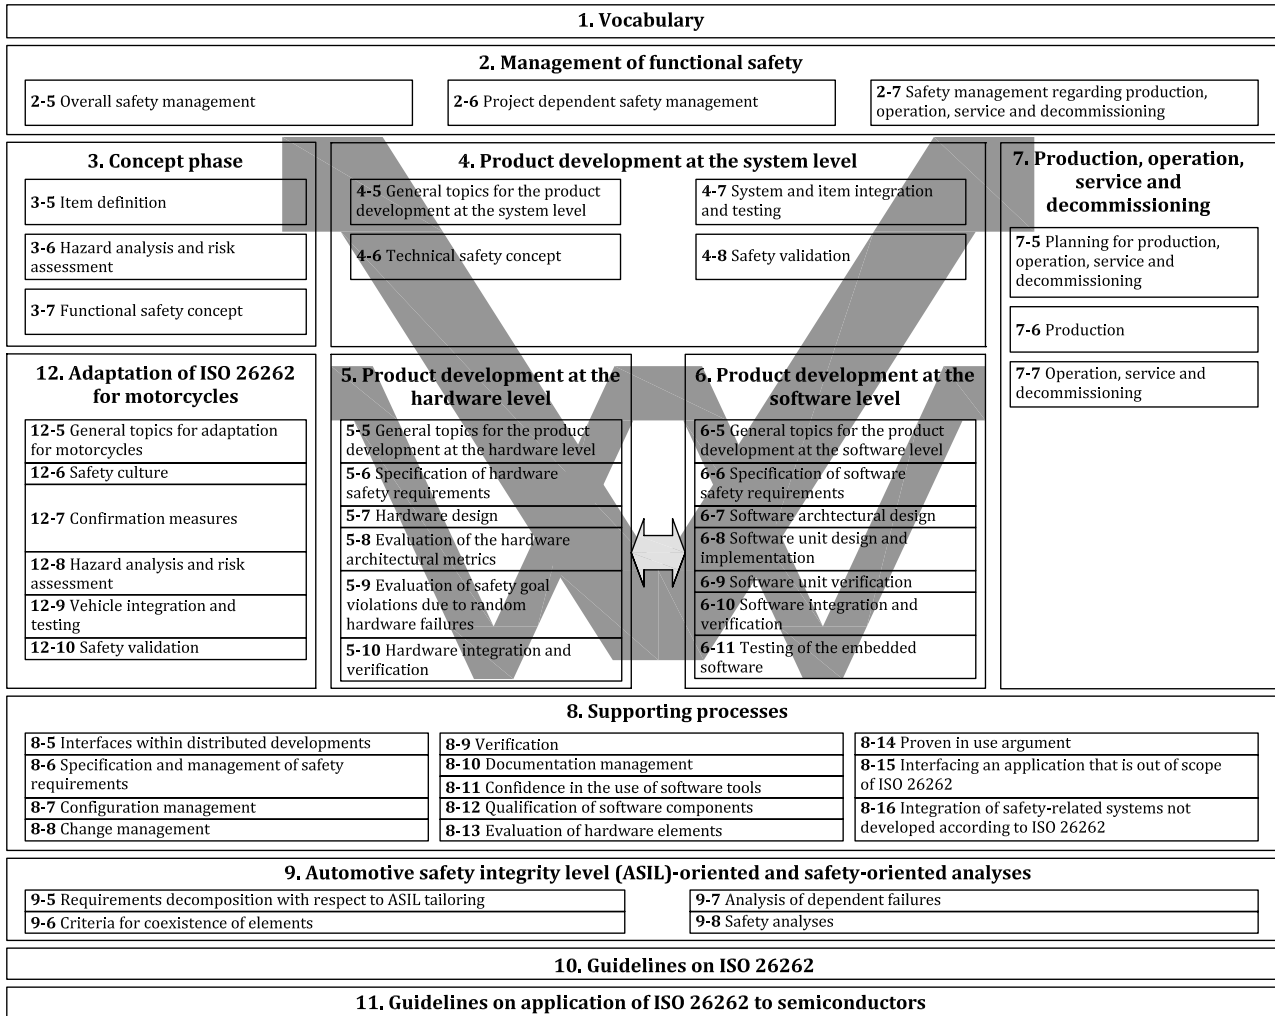 1. Vocabulary
2. Management of functional safety
2-5 Overall safety management
2-6 Project dependent safety management
2-7 Safety management regarding production,
operation, service and decommissioning
3. Concept phase
3-5 Item definition
3-6 Hazard analysis and risk
assessment
3-7 Functional safety concept
4. Product development at the system level
4-5 General topics for the product
development at the system level
4-6 Technical safety concept
4-7 System and item integration
and testing
4-8 Safety validation
7. Production, operation,
service and
decommissioning
7-5 Planning for production,
operation, service and
decommissioning
7-6 Production
7-7 Operation, service and
decommissioning
12. Adaptation of ISO 26262
for motorcycles
12-5 General topics for adaptation
for motorcycles
12-6 Safety culture
12-7 Confirmation measures
12-8 Hazard analysis and risk
assessment
12-9 Vehicle integration and
testing
12-10 Safety validation
5. Product development at the
hardware level
5-5 General topics for the product
development at the hardware level
5-6 Specification of hardware
safety requirements
5-7 Hardware design
5-8 Evaluation of the hardware
architectural metrics
5-9 Evaluation of safety goal
violations due to random
hardware failures
5-10 Hardware integration and
verification
6. Product development at the
software level
6-5 General topics for the product
development at the software level
6-6 Specification of software
safety requirements
6-7 Software archtectural design
6-8 Software unit design and
implementation
6-9 Software unit verification
6-10 Software integration and
verification
6-11 Testing of the embedded
software
8. Supporting processes
8-5 Interfaces within distributed developments
8-6 Specification and management of safety
requirements
8-7 Configuration management
8-8 Change management
8-9 Verification
8-10 Documentation management
8-11 Confidence in the use of software tools
8-12 Qualification of software components
8-13 Evaluation of hardware elements
8-14 Proven in use argument
8-15 Interfacing an application that is out of scope
of ISO 26262
8-16 Integration of safety-related systems not
developed according to ISO 26262
9. Automotive safety integrity level (ASIL)-oriented and safety-oriented analyses
9-5 Requirements decomposition with respect to ASIL tailoring
9-6 Criteria for coexistence of elements
9-7 Analysis of dependent failures
9-8 Safety analyses
10. Guidelines on ISO 26262
11. Guidelines on application of ISO 26262 to semiconductors